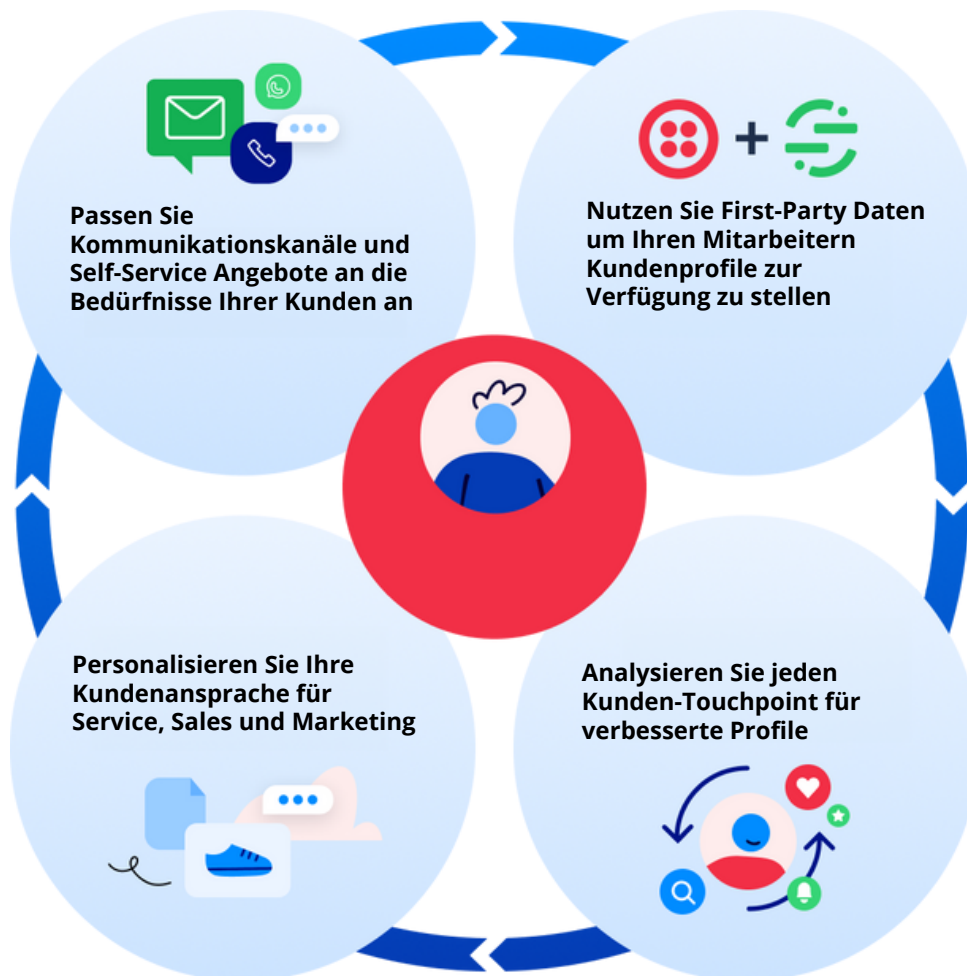 Passen Sie
Kommunikationskanäle und
Self-Service Angebote an die
Bedürfnisse Ihrer Kunden an
Nutzen Sie First-Party Daten
um Ihren Mitarbeitern
Kundenprofile zur
Verfügung zu stellen
Personalisieren Sie Ihre
Kundenansprache für
Service, Sales und Marketing
Analysieren Sie jeden
Kunden-Touchpoint für
verbesserte Profile